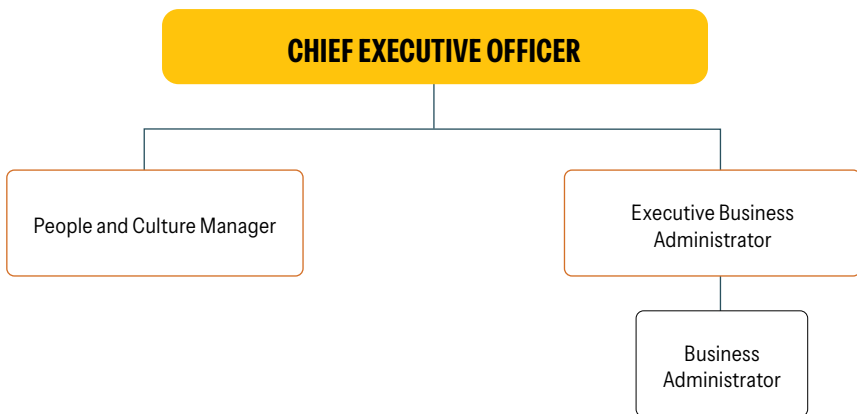 CHIEF EXECUTIVE OFFICER
People and Culture Manager
Executive Business
Administrator
Business
Administrator